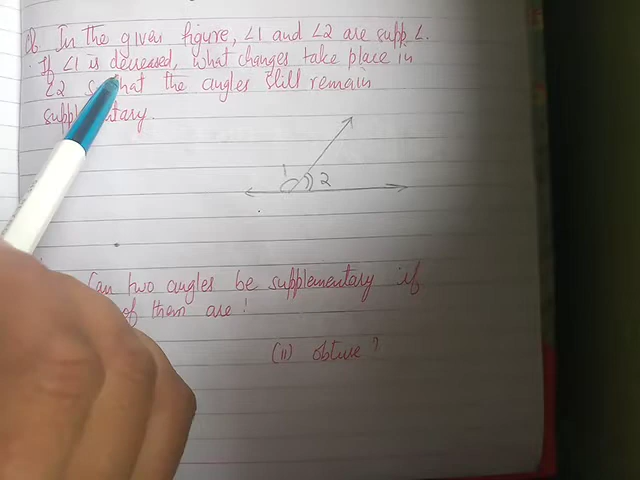 Q6 In the given figure, ∠1 and ∠2 are supp ∠.
If ∠1 is decreased, what changes take place in
∠2 so that the angles still remain
supplementary.
1
2
Can two angles be supplementary if
of them are!
(ii) obtuse?